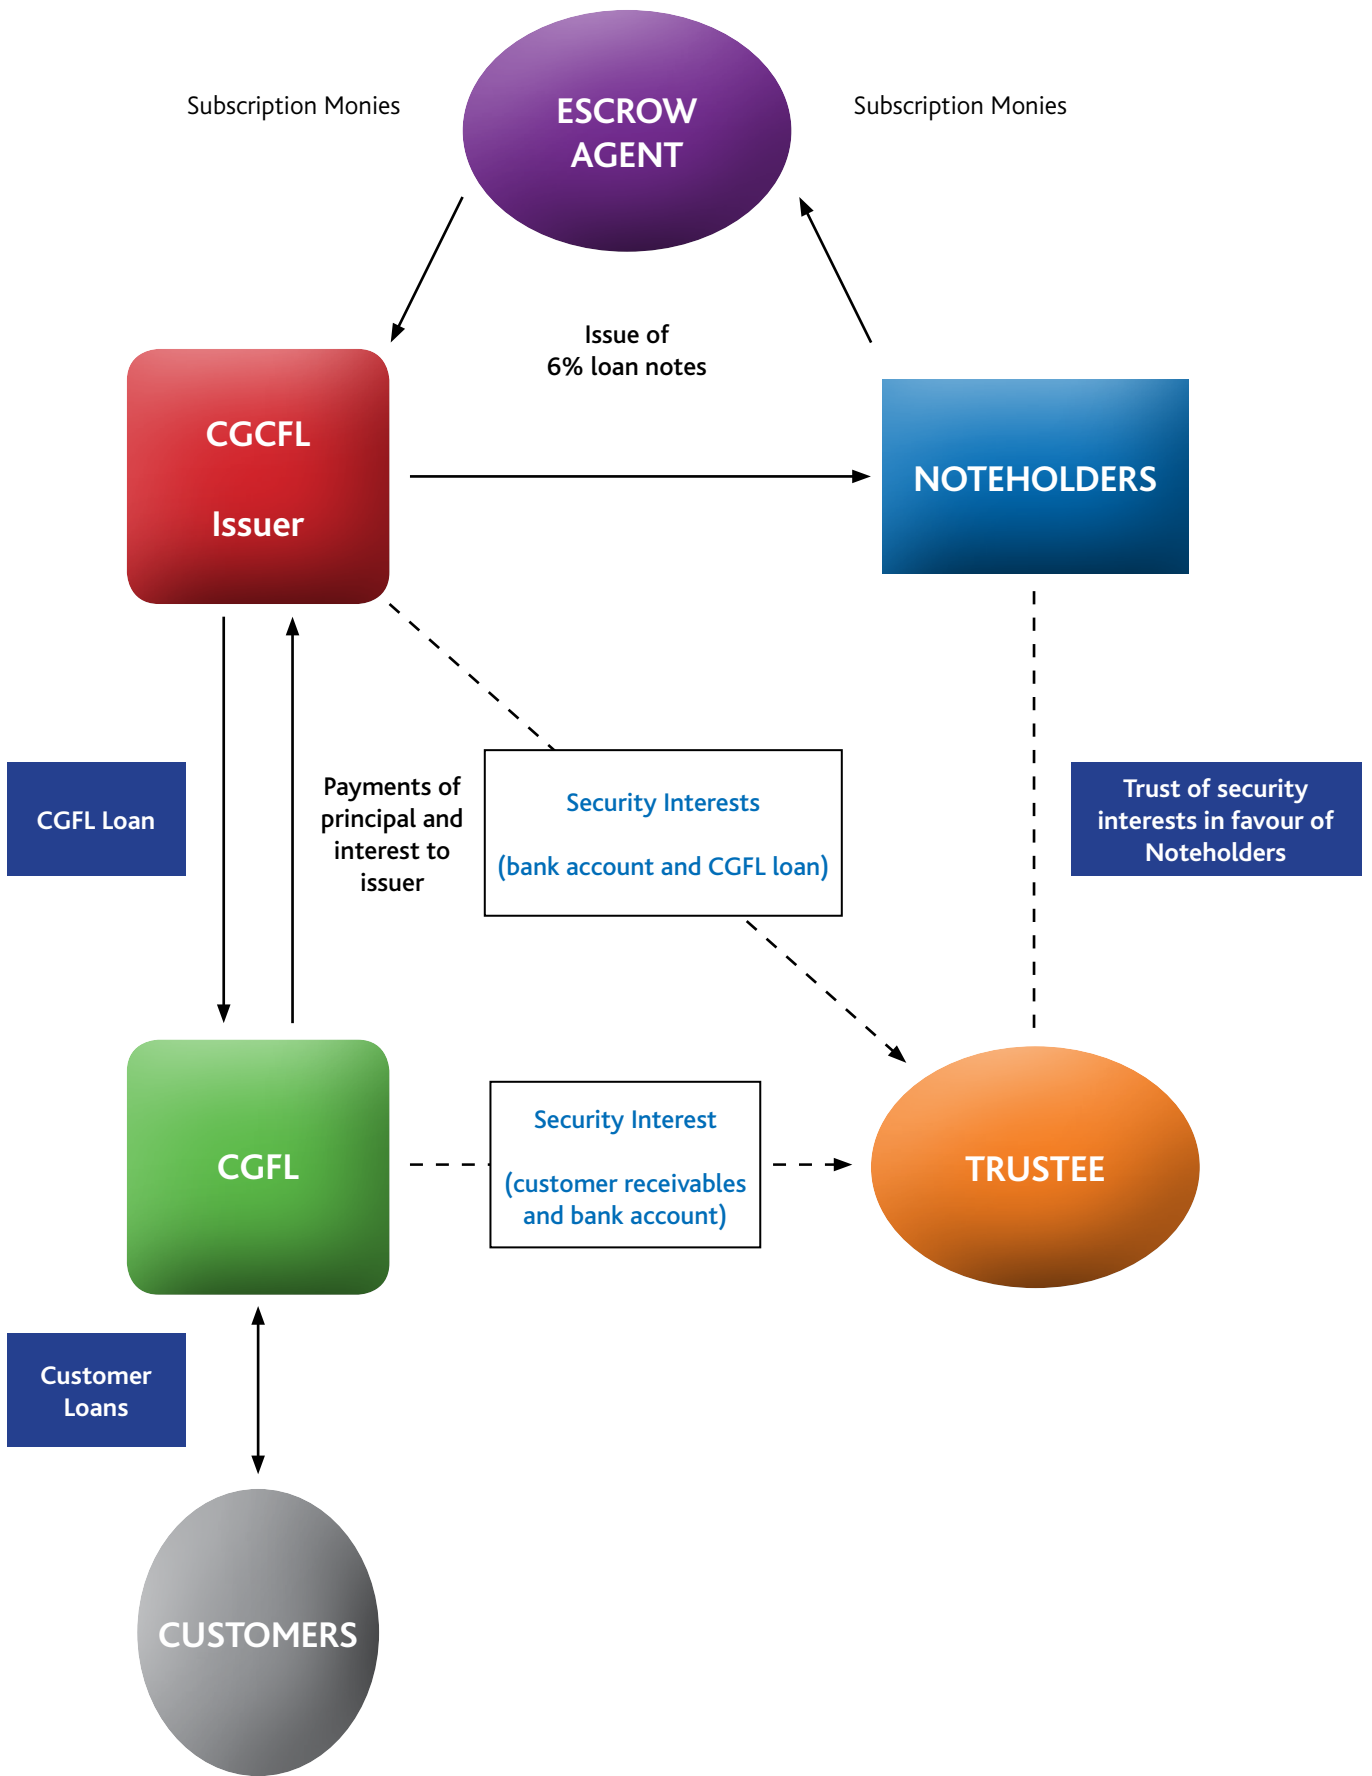 Subscription Monies
ESCROW
AGENT
Subscription Monies
Issue of
6% loan notes
CGCFL
Issuer
NOTEHOLDERS
CGFL Loan
Payments of
principal and
interest to
issuer
Security Interests
(bank account and CGFL loan)
Trust of security
interests in favour of
Noteholders
CGFL
Security Interest
(customer receivables
and bank account)
TRUSTEE
Customer
Loans
CUSTOMERS